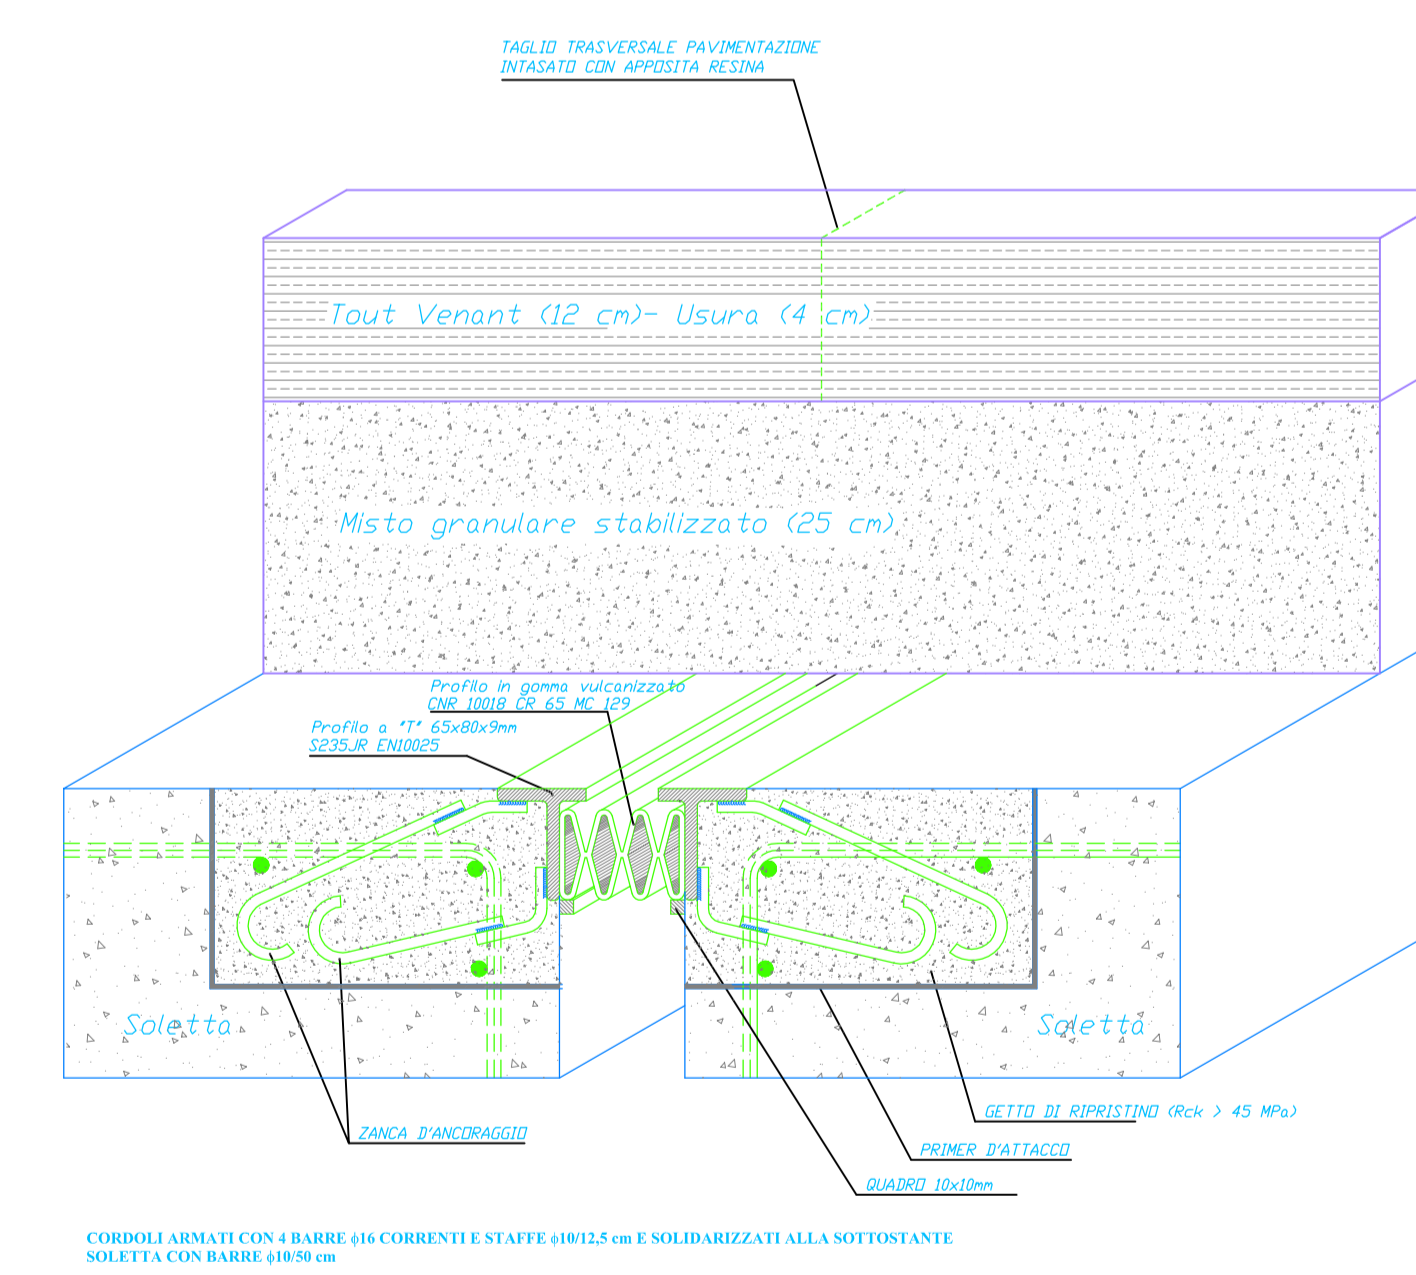 TAGLIO TRASVERSALE PAVIMENTAZIONE
INTASATO CON APPOSITA RESINA
Tout Venant (12 cm)- Usura (4 cm)
Misto granulare stabilizzato (25 cm)
Profilo in gomma vulcanizzato
CNR 10018 CR 65 MC 129
Profilo a "T" 65x80x9mm
S235JR EN10025
Soletta
Soletta
GETTO DI RIPRISTINO (Rck > 45 MPa)
ZANCA D'ANCORAGGIO
PRIMER D'ATTACCO
QUADRO 10x10mm
CORDOLI ARMATI CON 4 BARRE ϕ16 CORRENTI E STAFFE ϕ10/12,5 cm E SOLIDARIZZATI ALLA SOTTOSTANTE
SOLETTA CON BARRE ϕ10/50 cm